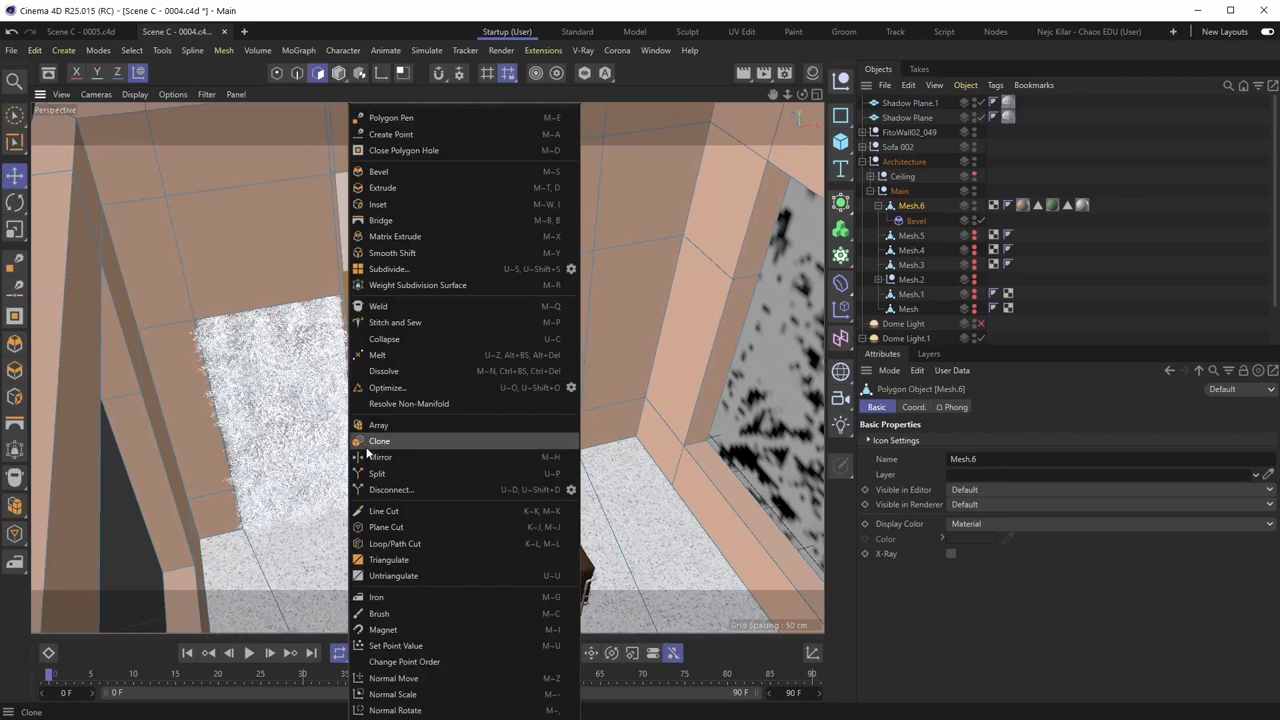 Cinema 4D R25.015 (RC) - [Scene C - 0004.c4d *] - Main
Scene C - 0005.c4d
Scene C - 0004.c4...
Startup (User)
Standard
Model
Sculpt
UV Edit
Paint
Groom
Track
Script
Nodes
Nejc Kilar - Chaos EDU (User)
New Layouts
File
Edit
Create
Modes
Select
Tools
Spline
Mesh
Volume
MoGraph
Character
Animate
Simulate
Tracker
Render
Extensions
V-Ray
Corona
Window
Help
X
Y
Z
View
Cameras
Display
Options
Filter
Panel
Perspective
Polygon Pen M~E
Create Point M~A
Close Polygon Hole M~D
Bevel M~S
Extrude M~T, D
Inset M~W, I
Bridge M~B, B
Matrix Extrude M~X
Smooth Shift M~Y
Subdivide... U~S, U~Shift+S
Weight Subdivision Surface M~R
Weld M~Q
Stitch and Sew M~P
Collapse U~C
Melt U~Z, Alt+BS, Alt+Del
Dissolve M~N, Ctrl+BS, Ctrl+Del
Optimize... U~O, U~Shift+O
Resolve Non-Manifold
Array
Clone
Mirror M~H
Split U~P
Disconnect... U~D, U~Shift+D
Line Cut K~K, M~K
Plane Cut K~J, M~J
Loop/Path Cut K~L, M~L
Triangulate
Untriangulate U~U
Iron M~G
Brush M~C
Magnet M~I
Set Point Value M~U
Change Point Order
Normal Move M~Z
Normal Scale M~-
Normal Rotate M~,
Grid Spacing : 50 cm
0 5 10 15 20 25
65 70 75 80 85 90
0 F
0 F
90 F
90 F
Clone
Objects
Takes
File
Edit
View
Object
Tags
Bookmarks
Shadow Plane.1
Shadow Plane
FitoWall02_049
Sofa 002
Architecture
Ceiling
Main
Mesh.6
Bevel
Mesh.5
Mesh.4
Mesh.3
Mesh.2
Mesh.1
Mesh
Dome Light
Dome Light.1
Attributes
Layers
Mode
Edit
User Data
Polygon Object [Mesh.6]
Default
Basic
Coord.
Phong
Basic Properties
Icon Settings
Name Mesh.6
Layer
Visible in Editor Default
Visible in Renderer Default
Display Color Material
Color
X-Ray